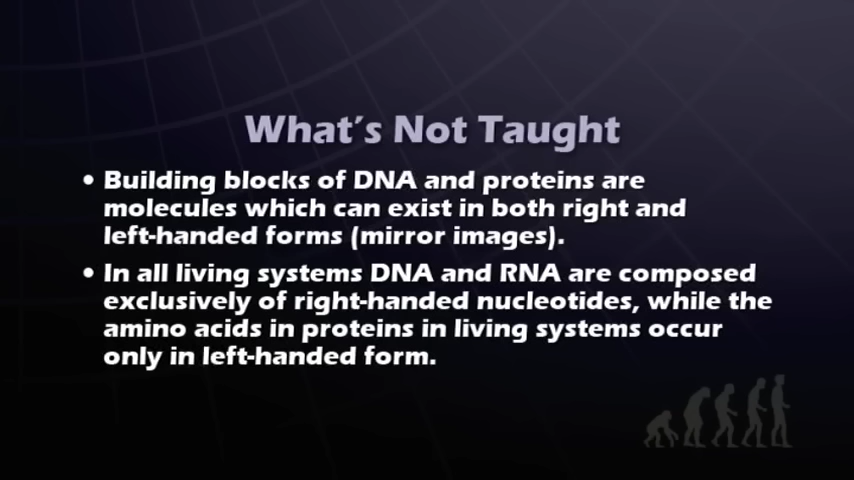 What's Not Taught
• Building blocks of DNA and proteins are
molecules which can exist in both right and
left-handed forms (mirror images).
• In all living systems DNA and RNA are composed
exclusively of right-handed nucleotides, while the
amino acids in proteins in living systems occur
only in left-handed form.